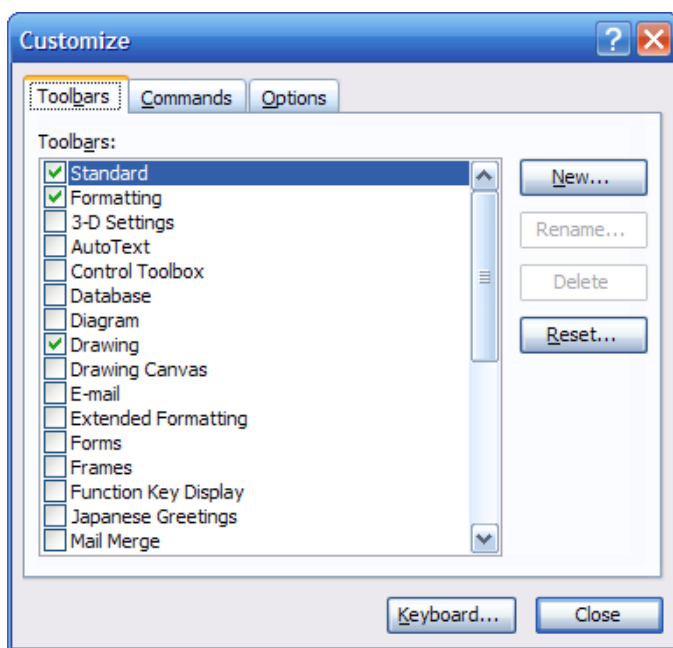 Customize
Toolbars Commands Options
Toolbars:
Standard
Formatting
3-D Settings
AutoText
Control Toolbox
Database
Diagram
Drawing
Drawing Canvas
E-mail
Extended Formatting
Forms
Frames
Function Key Display
Japanese Greetings
Mail Merge
New...
Rename...
Delete
Reset...
Keyboard... Close